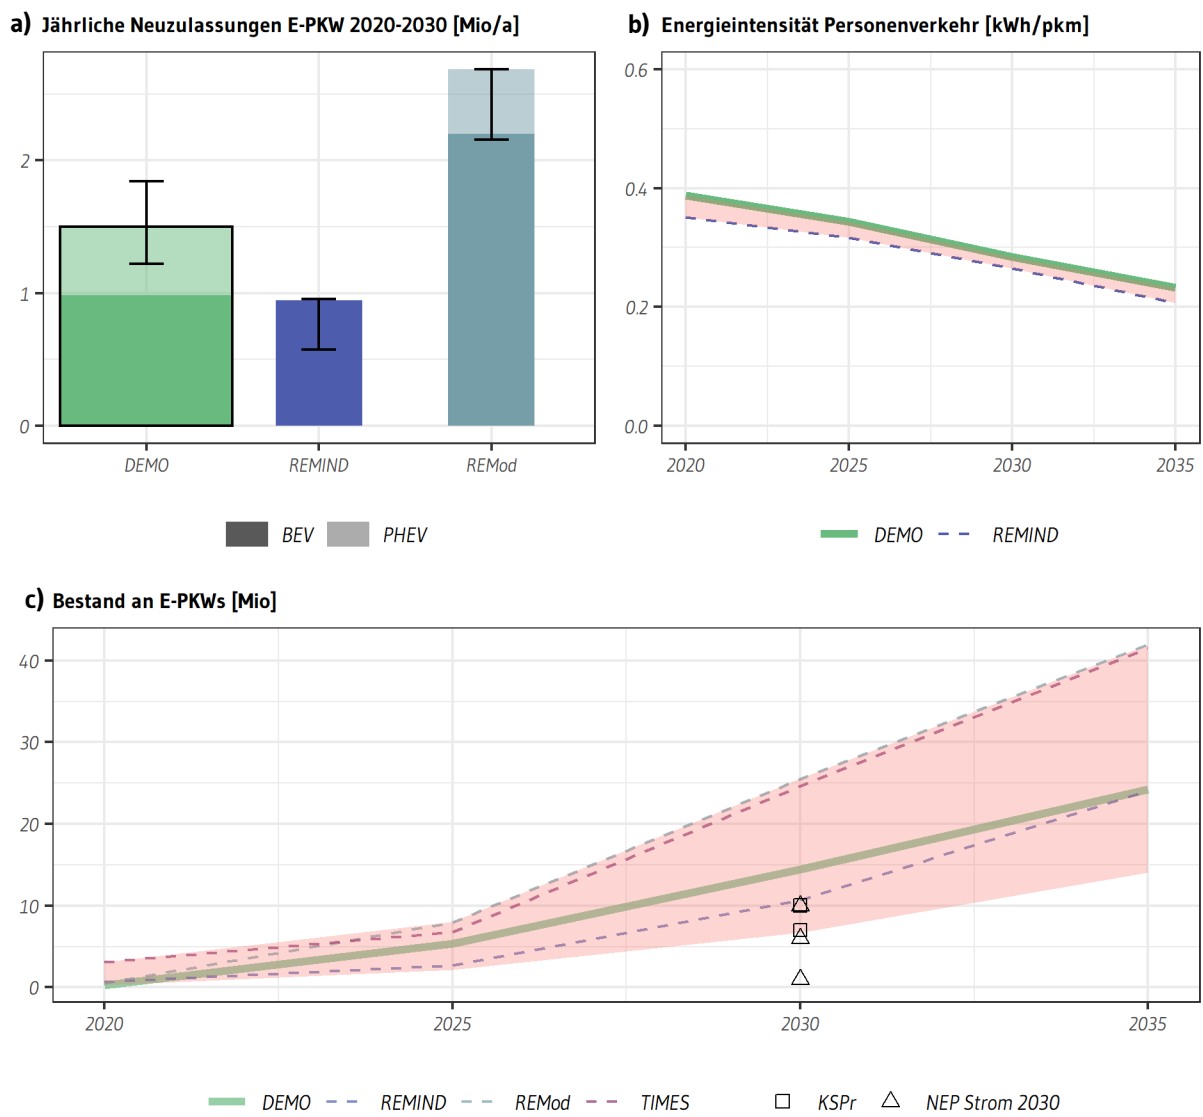 a) Jährliche Neuzulassungen E-PKW 2020-2030 [Mio/a]
2
1
0
DEMO REMIND REMod
BEV PHEV
b) Energieintensität Personenverkehr [kWh/pkm]
0.6
0.4
0.2
0.0
2020 2025 2030 2035
DEMO REMIND
c) Bestand an E-PKWs [Mio]
40
30
20
10
0
2020 2025 2030 2035
DEMO REMIND REMod TIMES KSPr NEP Strom 2030